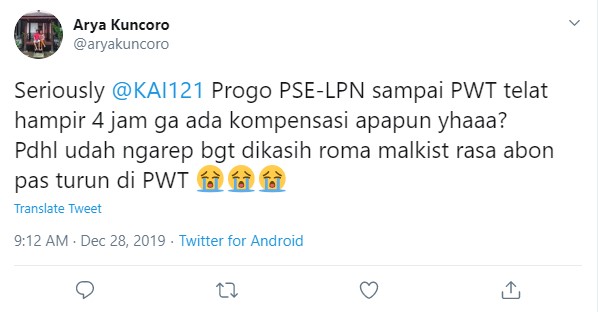 Arya Kuncoro
@aryakuncoro
Seriously @KAI121 Progo PSE-LPN sampai PWT telat
hampir 4 jam ga ada kompensasi apapun yhaaa?
Pdhl udah ngarep bgt dikasih roma malkist rasa abon
pas turun di PWT 😭😭😭
Translate Tweet
9:12 AM · Dec 28, 2019 · Twitter for Android